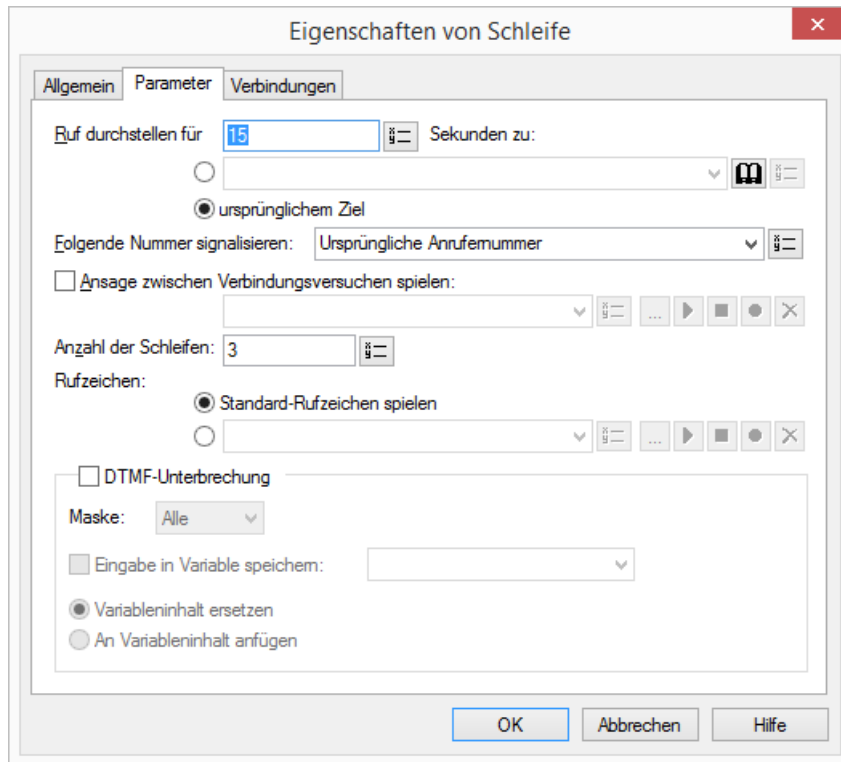 Eigenschaften von Schleife
Allgemein Parameter Verbindungen
Ruf durchstellen für 15 Sekunden zu:
ursprünglichem Ziel
Folgende Nummer signalisieren: Ursprüngliche Anrufernummer
Ansage zwischen Verbindungsversuchen spielen:
...
Anzahl der Schleifen: 3
Rufzeichen:
Standard-Rufzeichen spielen
...
DTMF-Unterbrechung
Maske: Alle
Eingabe in Variable speichern:
Variableninhalt ersetzen
An Variableninhalt anfügen
OK Abbrechen Hilfe